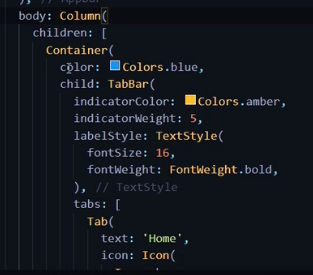 ), // AppBar
body: Column(
children: [
Container(
color: Colors.blue,
child: TabBar(
indicatorColor: Colors.amber,
indicatorWeight: 5,
labelStyle: TextStyle(
fontSize: 16,
fontWeight: FontWeight.bold,
), // TextStyle
tabs: [
Tab(
text: 'Home',
icon: Icon(